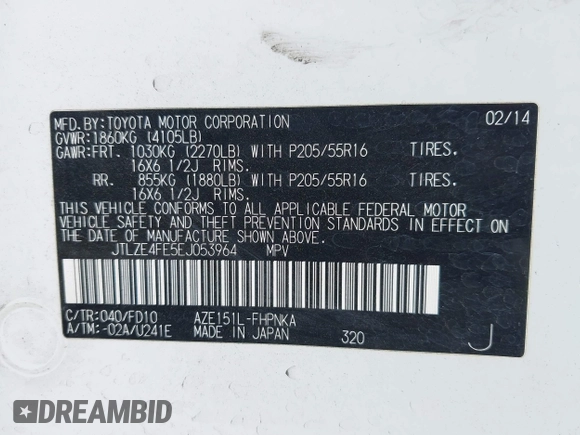 MFD.BY:TOYOTA MOTOR CORPORATION 02/14
GVWR:1860KG (4105LB)
GAWR:FRT. 1030KG (2270LB) WITH P205/55R16 TIRES.
16X6 1/2J RIMS.
RR. 855KG (1880LB) WITH P205/55R16 TIRES.
16X6 1/2J RIMS.
THIS VEHICLE CONFORMS TO ALL APPLICABLE FEDERAL MOTOR
VEHICLE SAFETY AND THEFT PREVENTION STANDARDS IN EFFECT ON
THE DATE OF MANUFACTURE SHOWN ABOVE.
JTLZE4FE5EJ053964 MPV
C/TR:040/FD10 AZE151L-FHPNKA
A/TM:-02A/U241E MADE IN JAPAN 320 J
DREAMBID